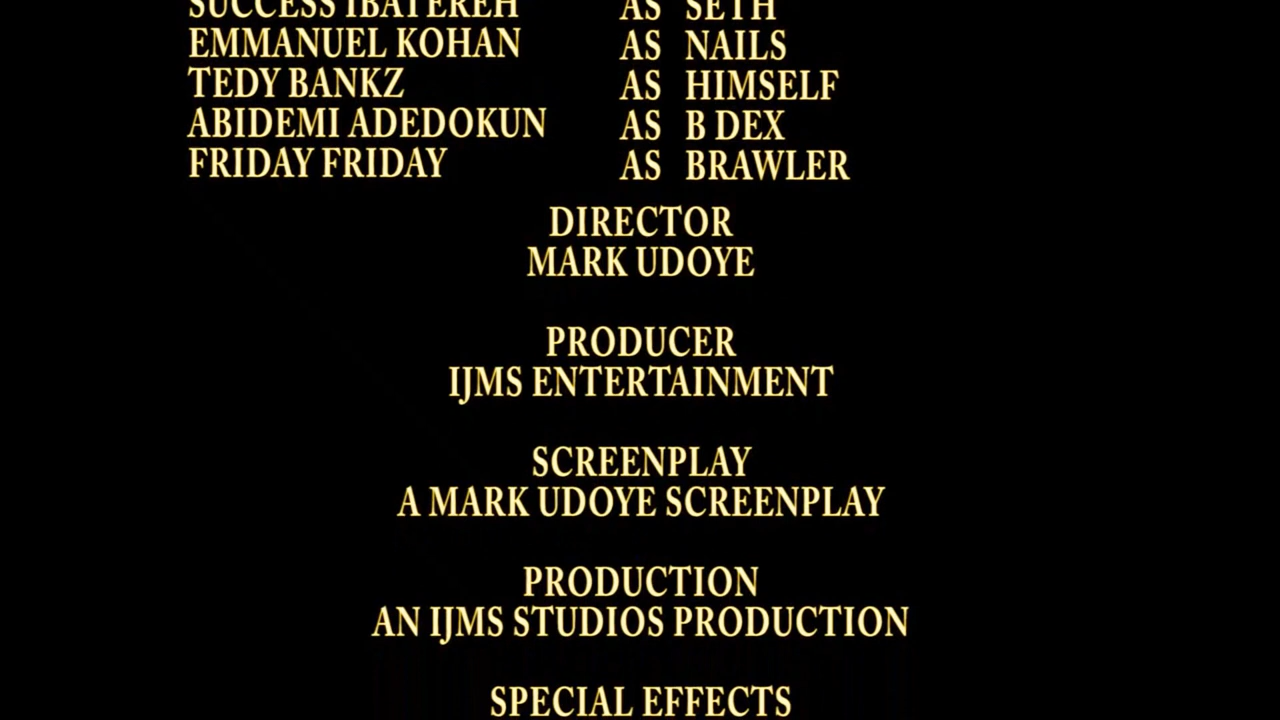 SUCCESS IBATEREH AS SETH
EMMANUEL KOHAN AS NAILS
TEDY BANKZ AS HIMSELF
ABIDEMI ADEDOKUN AS B DEX
FRIDAY FRIDAY AS BRAWLER
DIRECTOR
MARK UDOYE
PRODUCER
IJMS ENTERTAINMENT
SCREENPLAY
A MARK UDOYE SCREENPLAY
PRODUCTION
AN IJMS STUDIOS PRODUCTION
SPECIAL EFFECTS